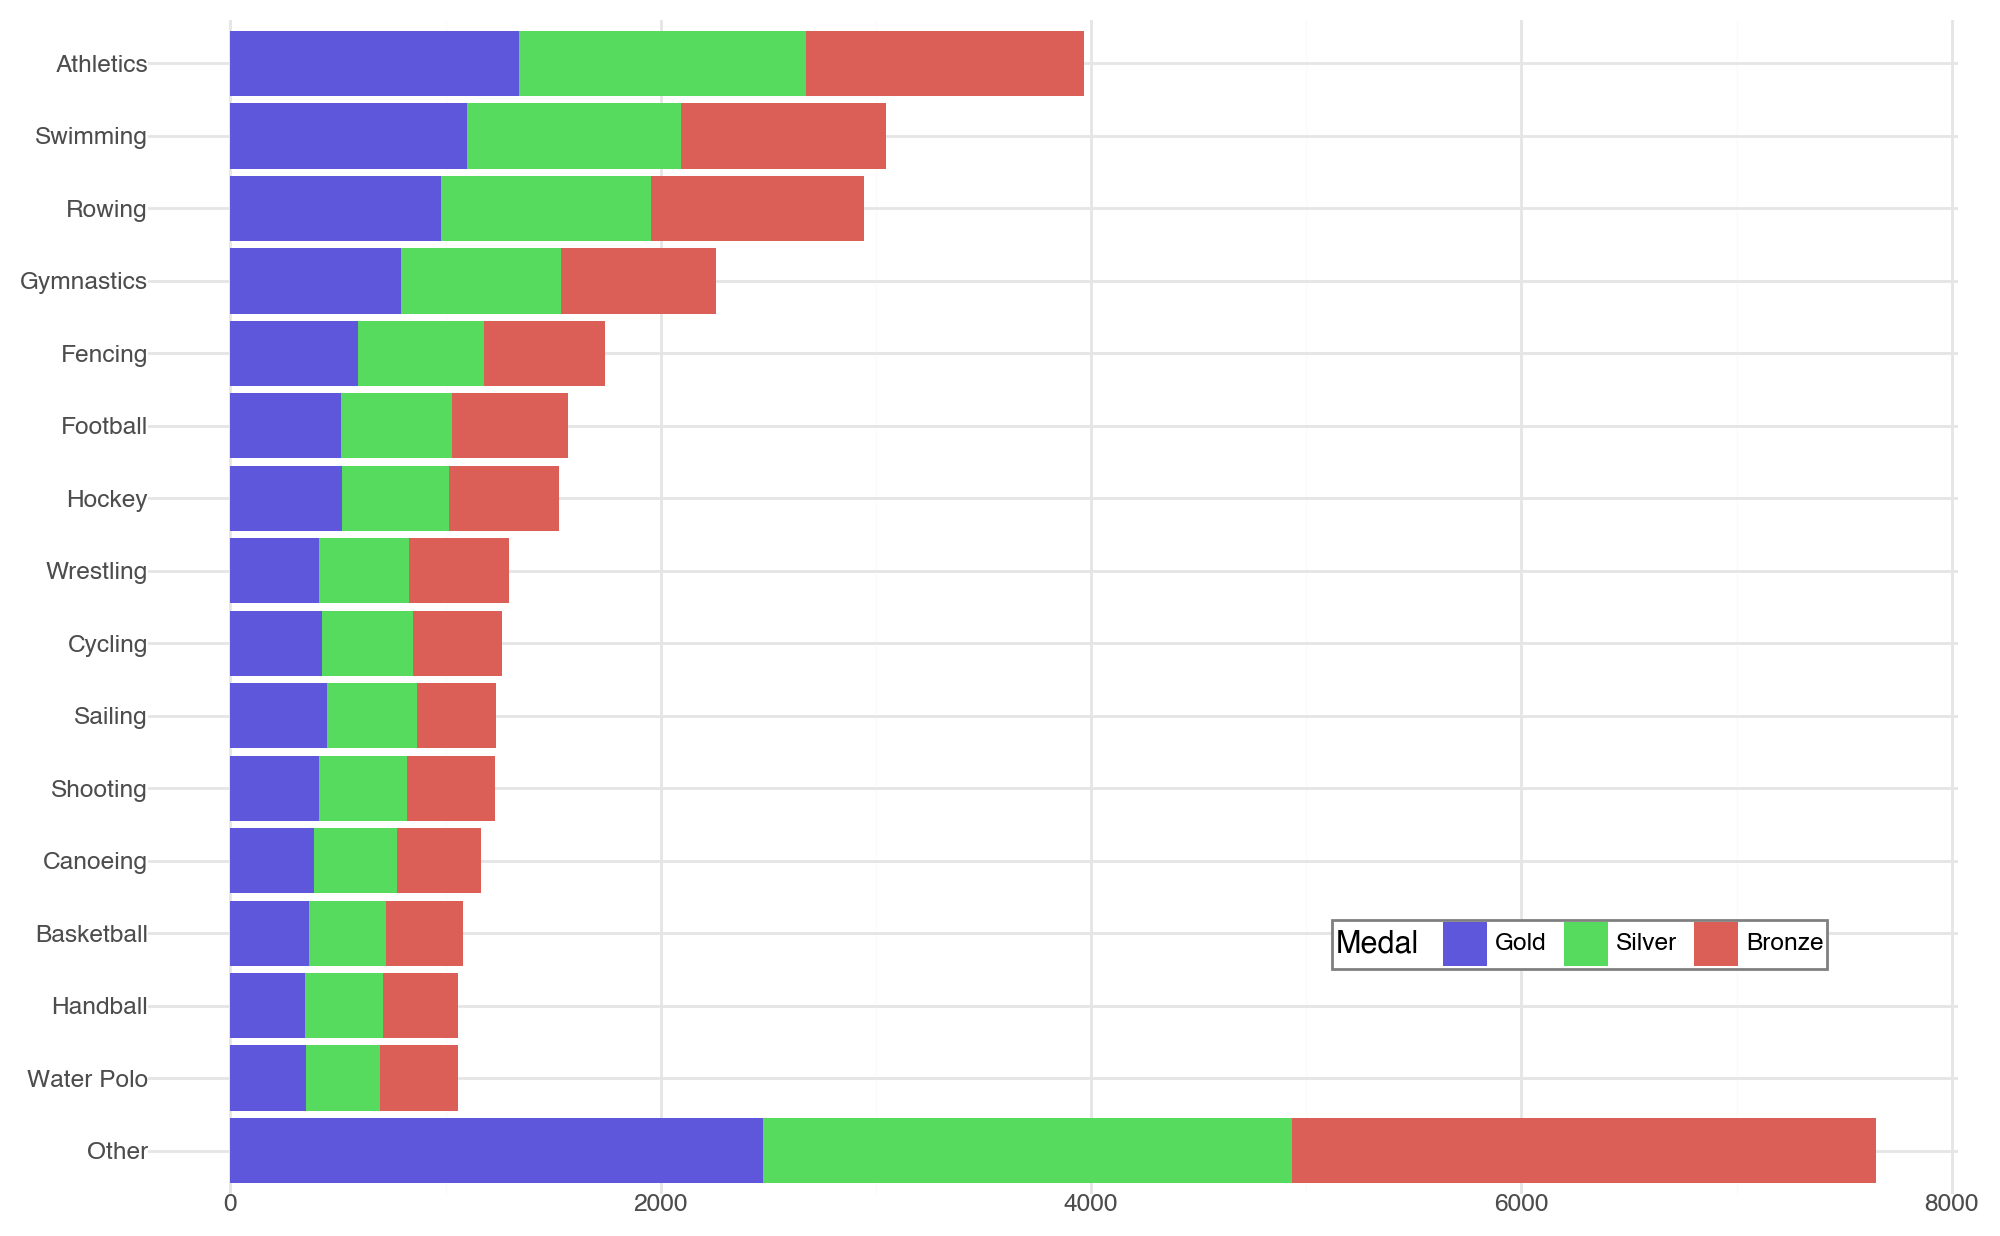 Athletics
Swimming
Rowing
Gymnastics
Fencing
Football
Hockey
Wrestling
Cycling
Sailing
Shooting
Canoeing
Basketball
Medal Gold Silver Bronze
Handball
Water Polo
Other
0 2000 4000 6000 8000